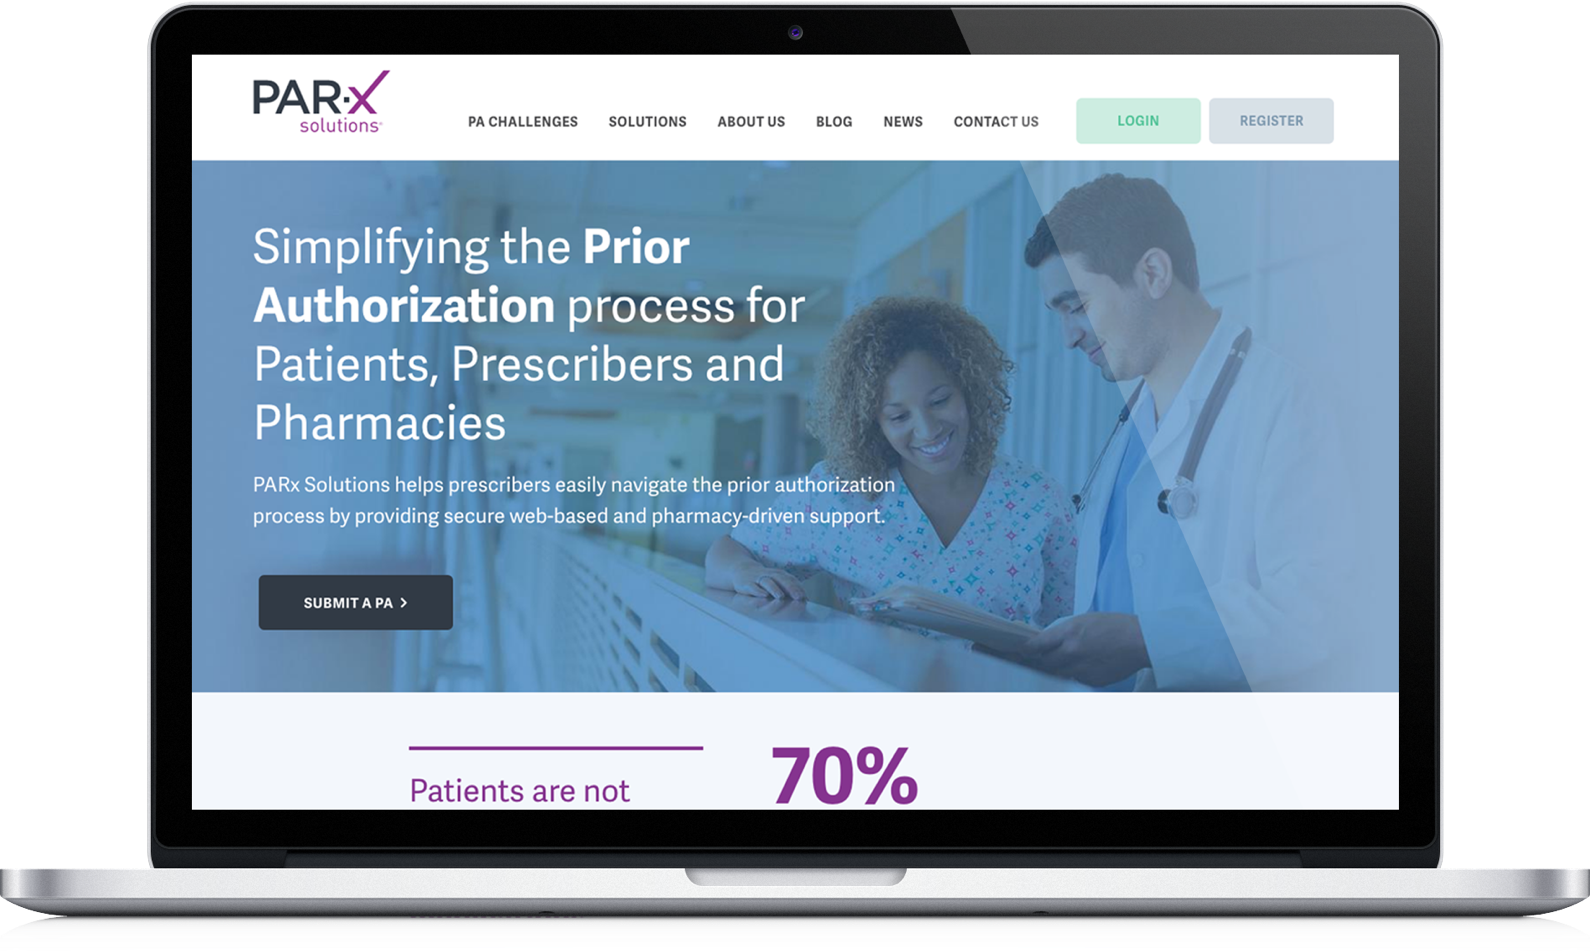 PAR·X
solutions
PA CHALLENGES SOLUTIONS ABOUT US BLOG NEWS CONTACT US LOGIN REGISTER
Simplifying the Prior
Authorization process for
Patients, Prescribers and
Pharmacies
PARx Solutions helps prescribers easily navigate the prior authorization
process by providing secure web-based and pharmacy-driven support.
SUBMIT A PA >
Patients are not 70%